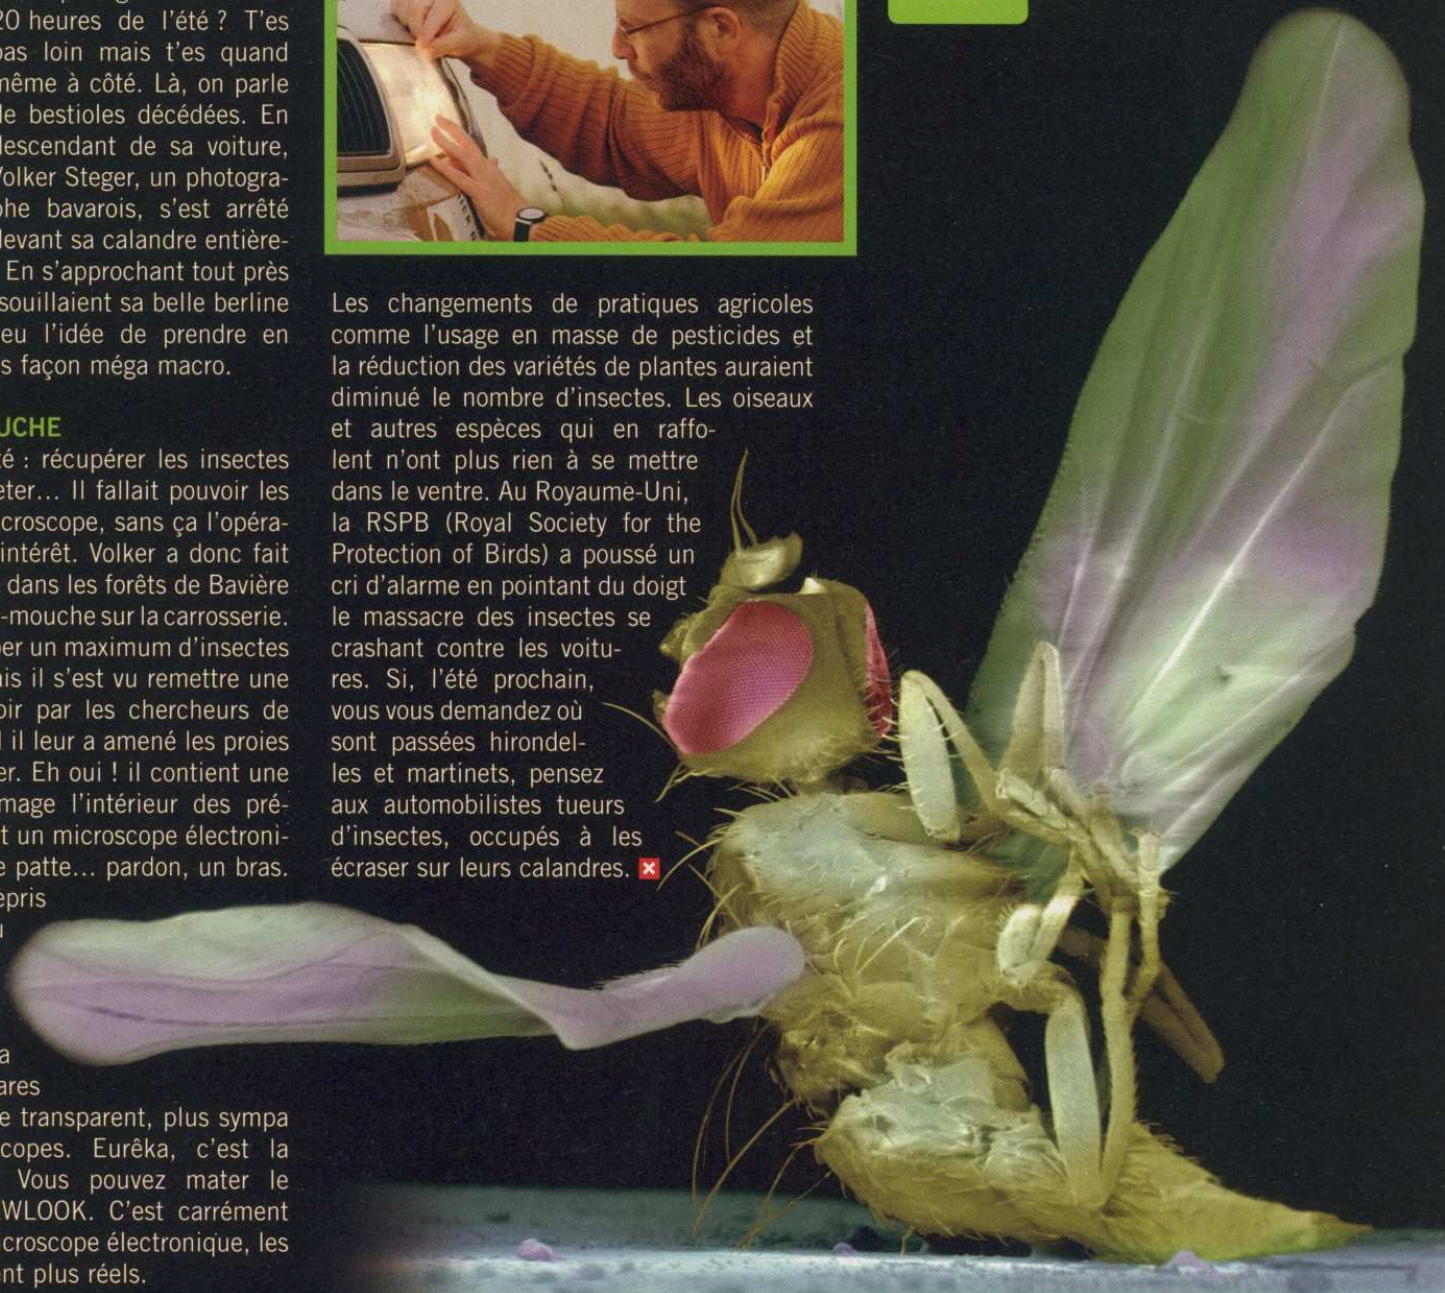 20 heures de l'été ? T'es
pas loin mais t'es quand
même à côté. Là, on parle
de bestioles décédées. En
descendant de sa voiture,
Volker Steger, un photogra-
phe bavarois, s'est arrêté
devant sa calandre entière-
En s'approchant tout près
souillaient sa belle berline
eu l'idée de prendre en
façon méga macro.
UCHE
té : récupérer les insectes
eter... Il fallait pouvoir les
croscope, sans ça l'opéra-
intérêt. Volker a donc fait
dans les forêts de Bavière
-mouche sur la carrosserie.
er un maximum d'insectes
ais il s'est vu remettre une
oir par les chercheurs de
il leur a amené les proies
er. Eh oui ! il contient une
mage l'intérieur des pré-
t un microscope électroni-
e patte... pardon, un bras.
epris
a
ares
e transparent, plus sympa
copes. Eurêka, c'est la
Vous pouvez mater le
EWLOOK. C'est carrément
icroscope électronique, les
ent plus réels.
Les changements de pratiques agricoles
comme l'usage en masse de pesticides et
la réduction des variétés de plantes auraient
diminué le nombre d'insectes. Les oiseaux
et autres espèces qui en raffo-
lent n'ont plus rien à se mettre
dans le ventre. Au Royaume-Uni,
la RSPB (Royal Society for the
Protection of Birds) a poussé un
cri d'alarme en pointant du doigt
le massacre des insectes se
crashant contre les voitu-
res. Si, l'été prochain,
vous vous demandez où
sont passées hirondel-
les et martinets, pensez
aux automobilistes tueurs
d'insectes, occupés à les
écraser sur leurs calandres.